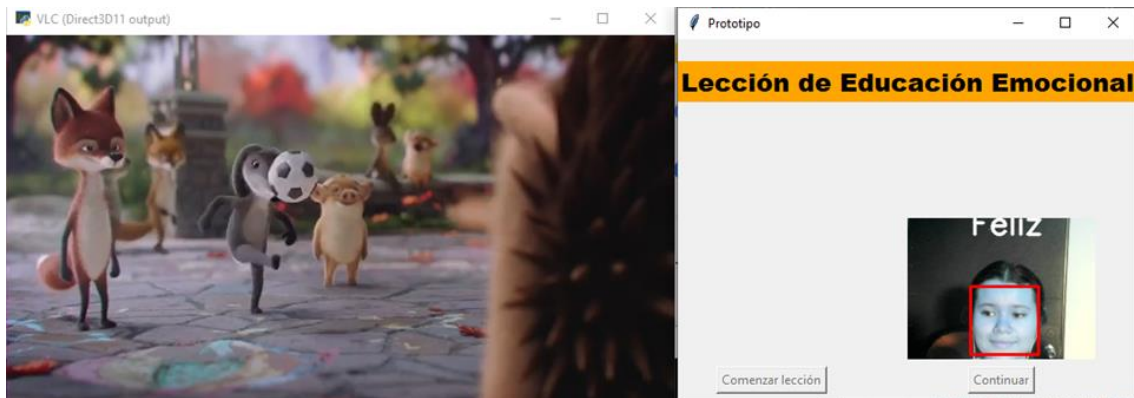 VLC (Direct3D11 output)
Prototipo
Lección de Educación Emocional
Feliz
Comenzar lección
Continuar